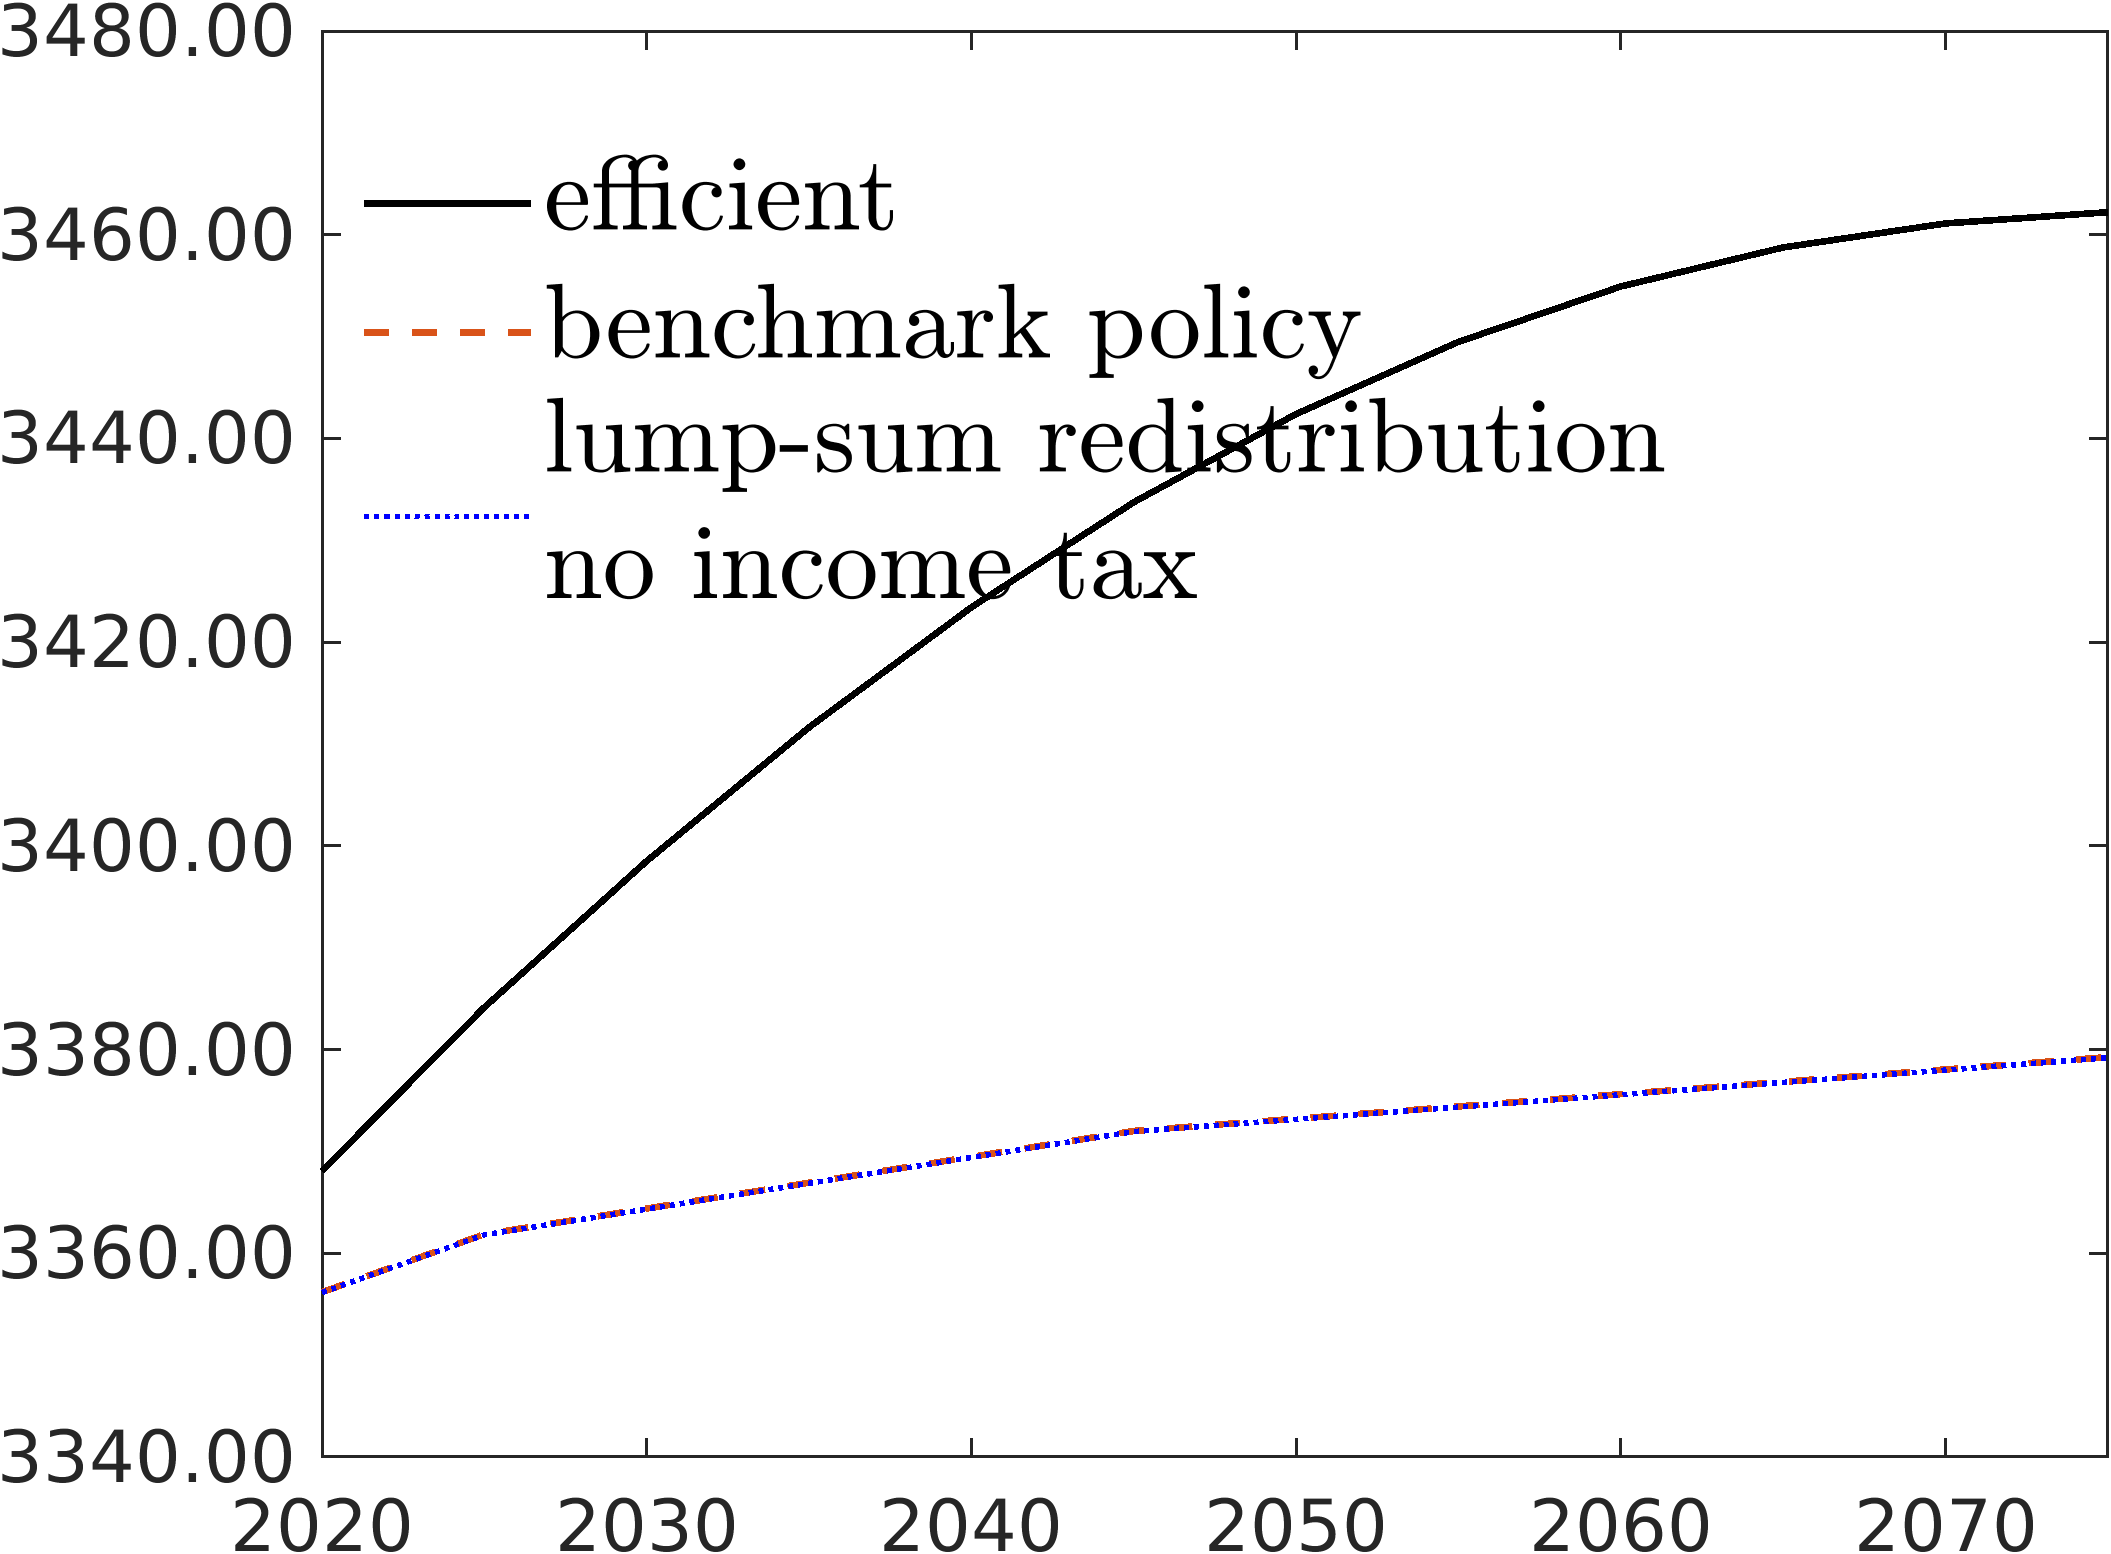 3480.00
3460.00
3440.00
3420.00
3400.00
3380.00
3360.00
3340.00
efficient
benchmark policy
lump-sum redistribution
no income tax
2020 2030 2040 2050 2060 2070